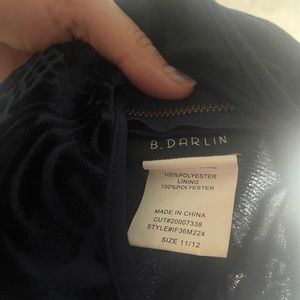 B.DARLIN
100%POLYESTER
LINING
100%POLYESTER
MADE IN CHINA
CUT#20007338
STYLE#IF36M224
SIZE 11/12